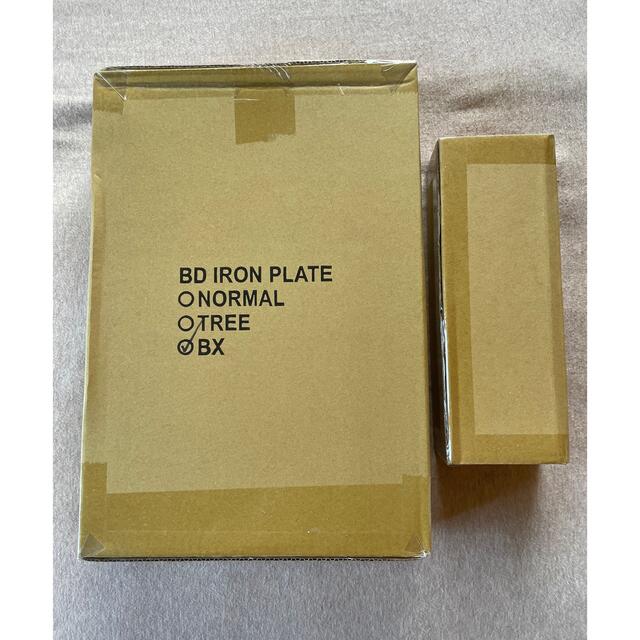 BD IRON PLATE
NORMAL
TREE
BX